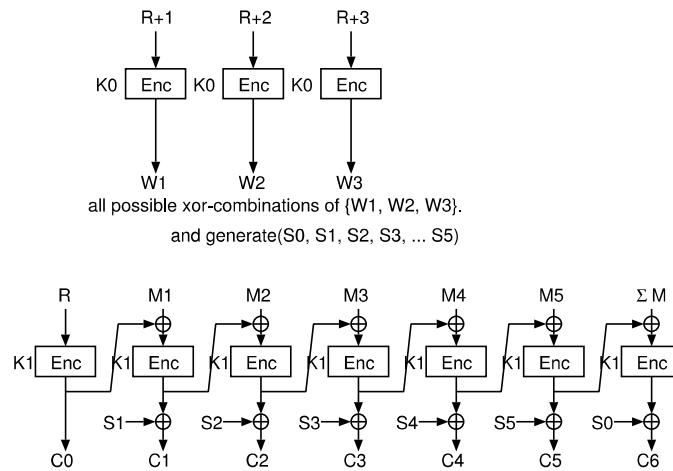 R+1 R+2 R+3
K0 Enc K0 Enc K0 Enc
W1 W2 W3
all possible xor-combinations of {W1, W2, W3}.
and generate(S0, S1, S2, S3, ... S5)
R M1 M2 M3 M4 M5 Σ M
K1 Enc K1 Enc K1 Enc K1 Enc K1 Enc K1 Enc K1 Enc
S1 S2 S3 S4 S5 S0
C0 C1 C2 C3 C4 C5 C6